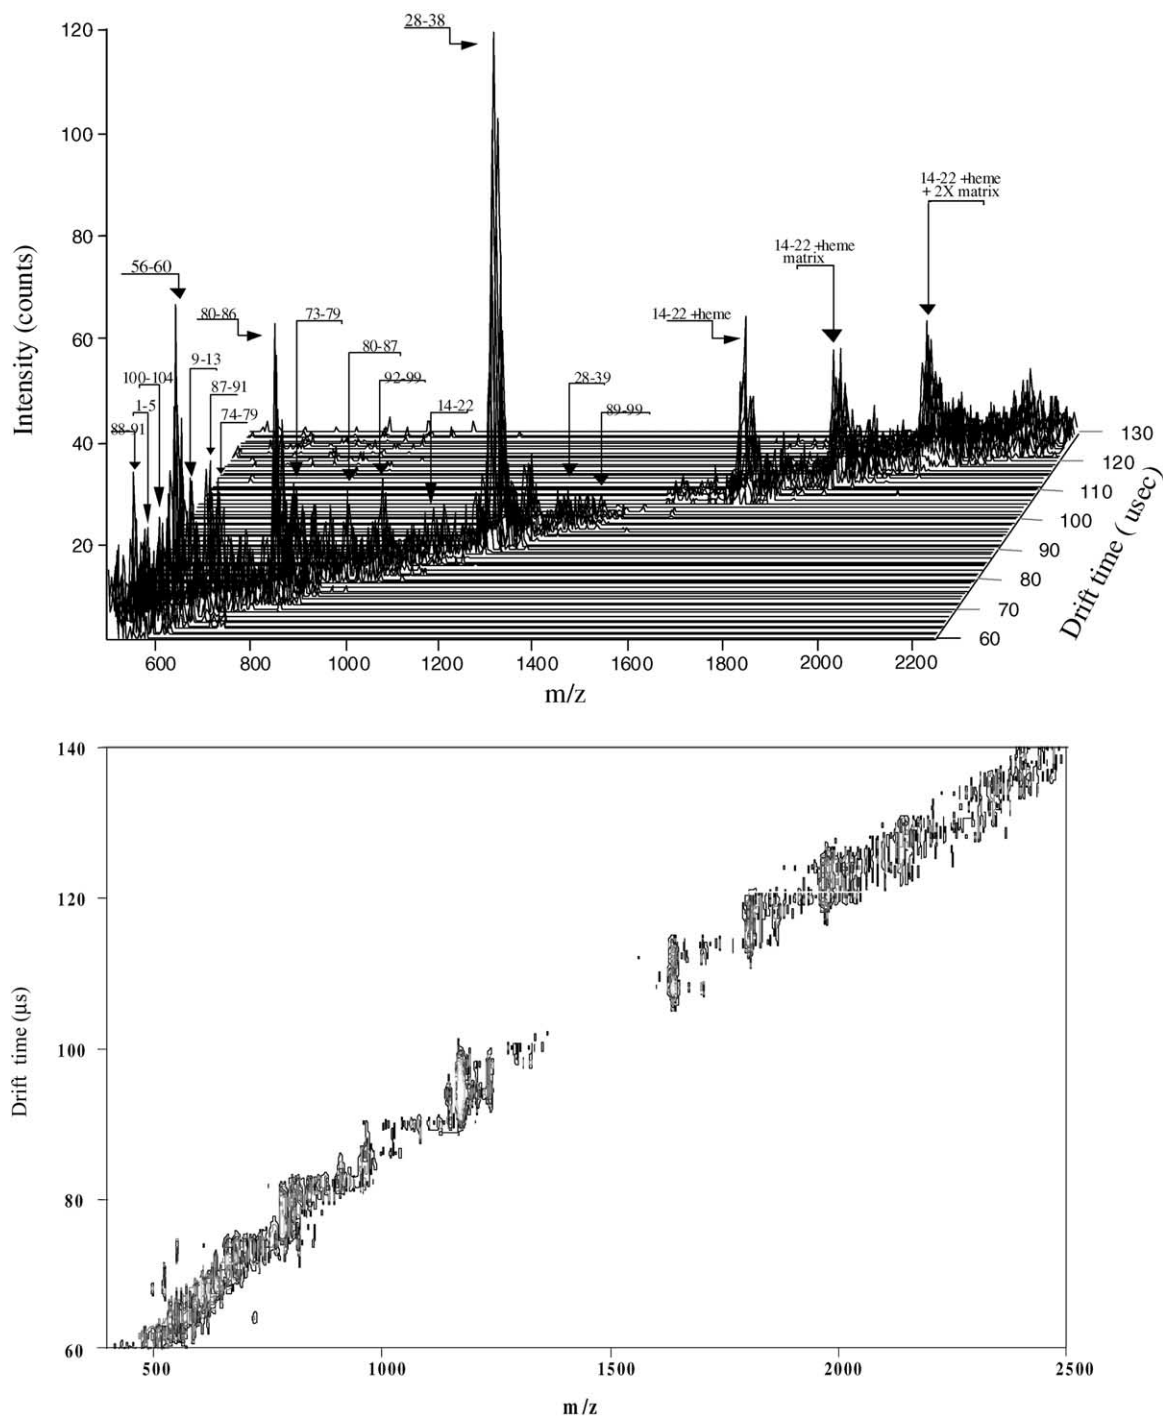 28-38
120
100
80
60
40
20
Intensity (counts)
14-22 +heme
+ 2X matrix
14-22 +heme
matrix
56-60
80-86
73-79
14-22 +heme
80-87
9-13
100-104
87-91
92-99
28-39
1-5
74-79
14-22
89-99
88-91
130
120
110
100
90
80
70
60
Drift time ( usec)
600 800 1000 1200 1400 1600 1800 2000 2200
m/z
140
120
100
80
60
Drift time (μs)
500 1000 1500 2000 2500
m/z